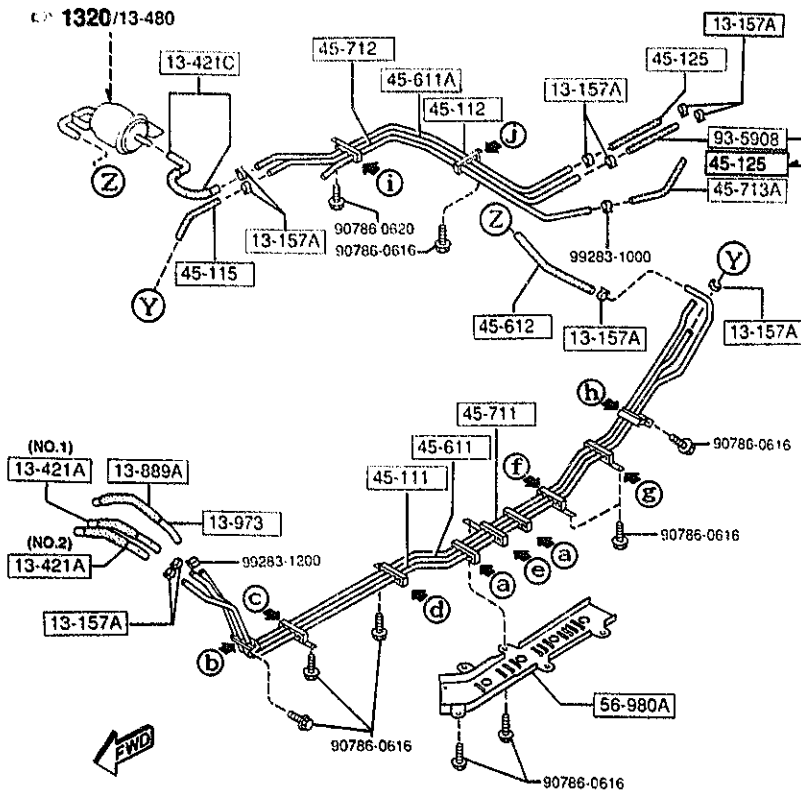 1320/13-480
13-157A
45-712
13-421C
45-125
45-611A
13-157A
45-112
j
93-5908
Z
i
45-125
45-713A
90786-0620
Z
13-157A
90786-0616
99283-1000
Y
45-115
Y
45-612
13-157A
13-157A
h
45-711
(NO.1)
90786-0616
13-421A
13-889A
45-611
f
45-111
g
13-973
(NO.2)
90786-0616
a
13-421A
99283-1200
e
c
a
d
13-157A
b
56-980A
FWD
90786-0616
90786-0616